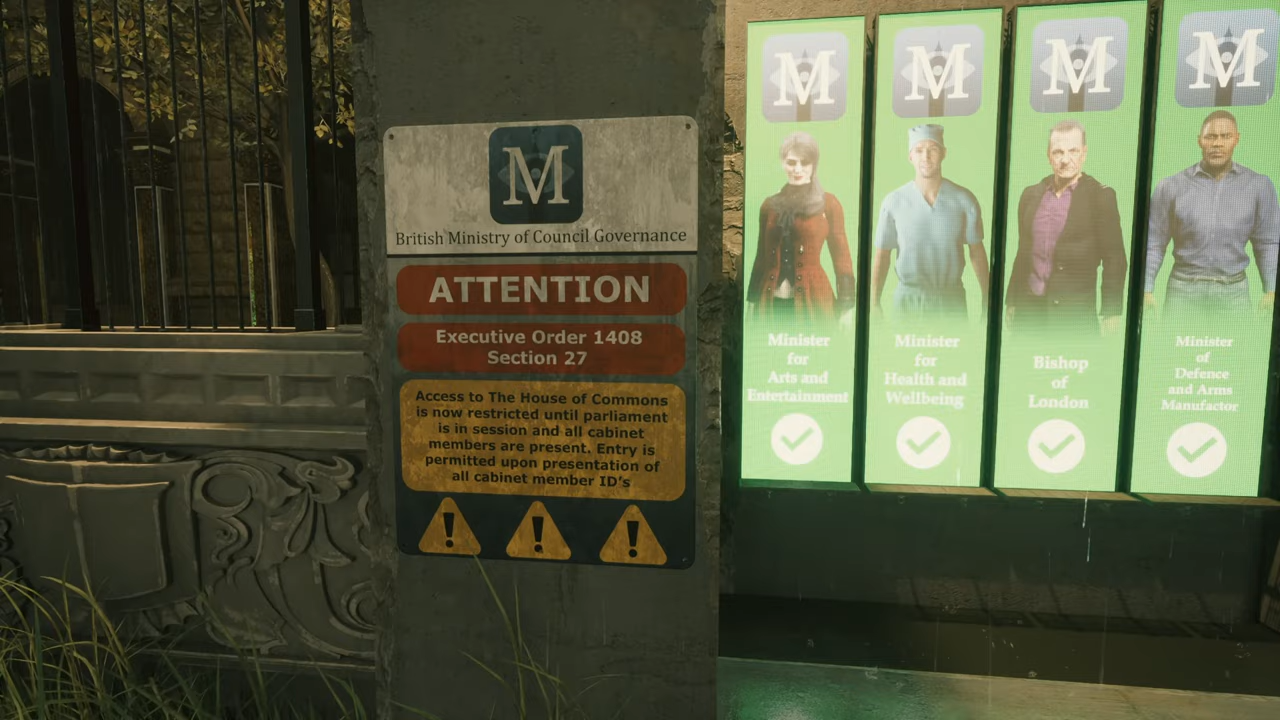 M
British Ministry of Council Governance
ATTENTION
Executive Order 1408
Section 27
Access to The House of Commons
is now restricted until parliament
is in session and all cabinet
members are present. Entry is
permitted upon presentation of
all cabinet member ID's
! ! !
M
Minister
for
Arts and
Entertainment
M
Minister
for
Health and
Wellbeing
M
Bishop
of
London
M
Minister
of
Defence
and Arms
Manufactor